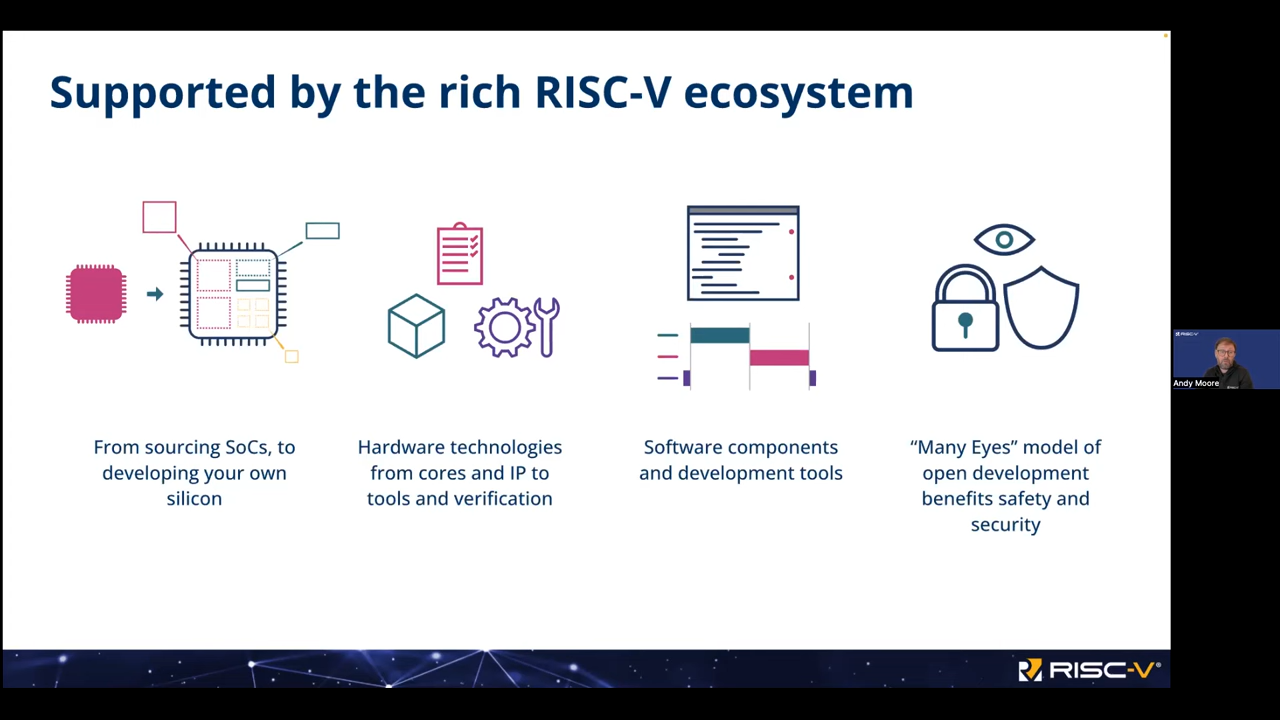 Supported by the rich RISC-V ecosystem
From sourcing SoCs, to
developing your own
silicon
Hardware technologies
from cores and IP to
tools and verification
Software components
and development tools
“Many Eyes” model of
open development
benefits safety and
security
RISC-V®
RISC-V
Andy Moore